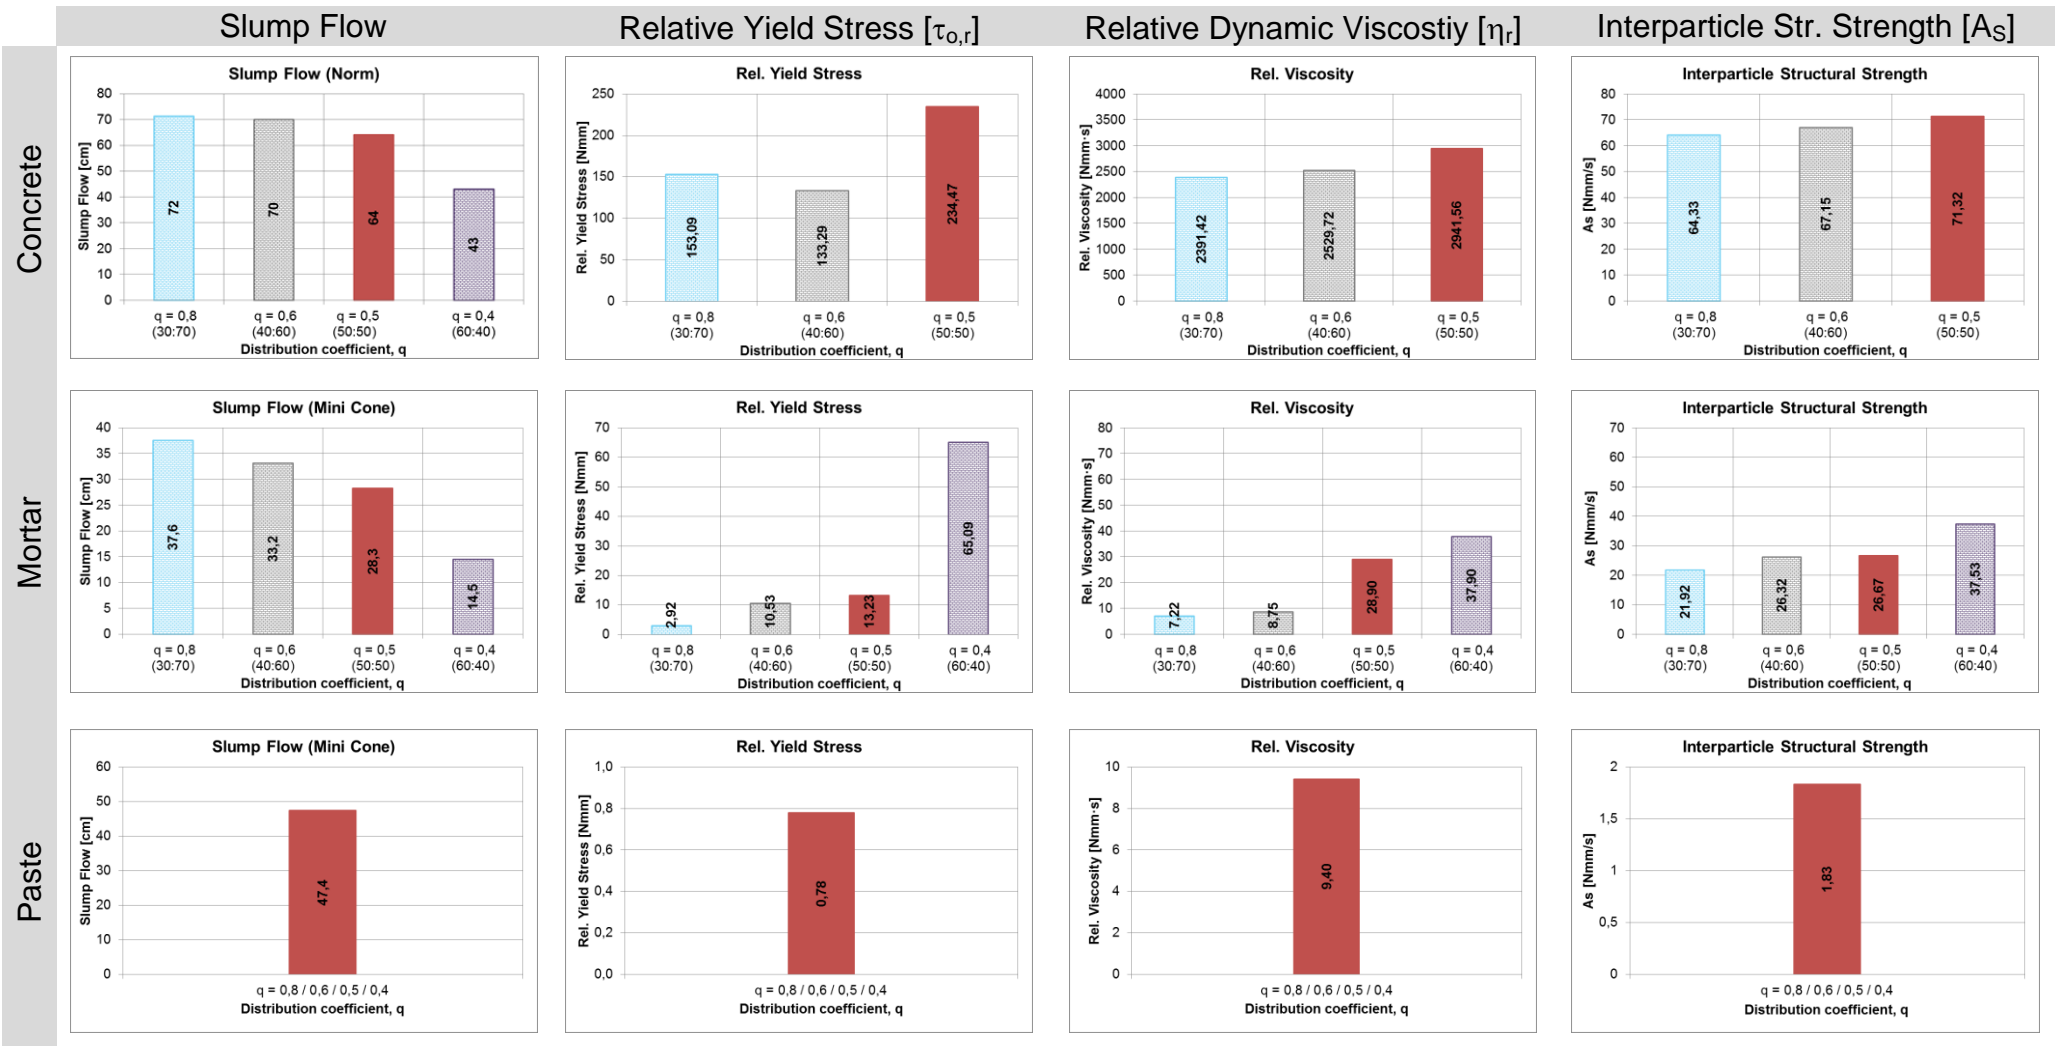 Slump Flow
Relative Yield Stress [τo,r]
Relative Dynamic Viscostiy [ηr]
Interparticle Str. Strength [AS]
Concrete
Slump Flow (Norm)
Slump Flow [cm]
80
70
60
50
40
30
20
10
0
72
70
64
43
q = 0,8 q = 0,6 q = 0,5 q = 0,4
(30:70) (40:60) (50:50) (60:40)
Distribution coefficient, q
Rel. Yield Stress
Rel. Yield Stress [Nmm]
250
200
150
100
50
0
153,09
133,29
234,47
q = 0,8 q = 0,6 q = 0,5
(30:70) (40:60) (50:50)
Distribution coefficient, q
Rel. Viscosity
Rel. Viscosity [Nmm·s]
4000
3500
3000
2500
2000
1500
1000
500
0
2391,42
2529,72
2941,56
q = 0,8 q = 0,6 q = 0,5
(30:70) (40:60) (50:50)
Distribution coefficient, q
Interparticle Structural Strength
As [Nmm/s]
80
70
60
50
40
30
20
10
0
64,33
67,15
71,32
q = 0,8 q = 0,6 q = 0,5
(30:70) (40:60) (50:50)
Distribution coefficient, q
Mortar
Slump Flow (Mini Cone)
Slump Flow [cm]
40
35
30
25
20
15
10
5
0
37,6
33,2
28,3
14,5
q = 0,8 q = 0,6 q = 0,5 q = 0,4
(30:70) (40:60) (50:50) (60:40)
Distribution coefficient, q
Rel. Yield Stress
Rel. Yield Stress [Nmm]
70
60
50
40
30
20
10
0
2,92
10,53
13,23
65,09
q = 0,8 q = 0,6 q = 0,5 q = 0,4
(30:70) (40:60) (50:50) (60:40)
Distribution coefficient, q
Rel. Viscosity
Rel. Viscosity [Nmm·s]
80
70
60
50
40
30
20
10
0
7,22
8,75
28,90
37,90
q = 0,8 q = 0,6 q = 0,5 q = 0,4
(30:70) (40:60) (50:50) (60:40)
Distribution coefficient, q
Interparticle Structural Strength
As [Nmm/s]
70
60
50
40
30
20
10
0
21,92
26,32
26,67
37,53
q = 0,8 q = 0,6 q = 0,5 q = 0,4
(30:70) (40:60) (50:50) (60:40)
Distribution coefficient, q
Paste
Slump Flow (Mini Cone)
Slump Flow [cm]
60
50
40
30
20
10
0
47,4
q = 0,8 / 0,6 / 0,5 / 0,4
Distribution coefficient, q
Rel. Yield Stress
Rel. Yield Stress [Nmm]
1,0
0,8
0,6
0,4
0,2
0,0
0,78
q = 0,8 / 0,6 / 0,5 / 0,4
Distribution coefficient, q
Rel. Viscosity
Rel. Viscosity [Nmm·s]
10
8
6
4
2
0
9,40
q = 0,8 / 0,6 / 0,5 / 0,4
Distribution coefficient, q
Interparticle Structural Strength
As [Nmm/s]
2
1,5
1
0,5
0
1,83
q = 0,8 / 0,6 / 0,5 / 0,4
Distribution coefficient, q